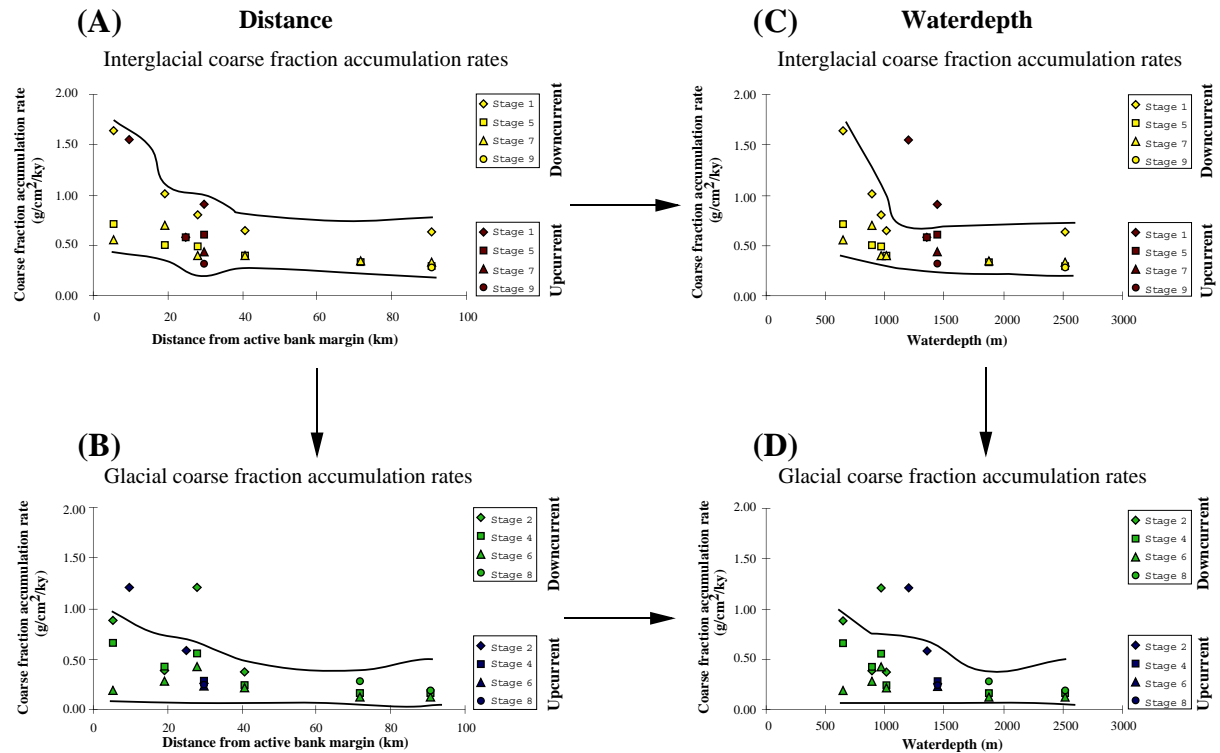 (A)
Distance
Interglacial coarse fraction accumulation rates
Coarse fraction accumulation rate
(g/cm2/ky)
2.00
1.50
1.00
0.50
0.00
0
20
40
60
80
100
Distance from active bank margin (km)
Stage 1
Stage 5
Stage 7
Stage 9
Downcurrent
Stage 1
Stage 5
Stage 7
Stage 9
Upcurrent
(C)
Waterdepth
Interglacial coarse fraction accumulation rates
Coarse fraction accumulation rate
(g/cm2/ky)
2.00
1.50
1.00
0.50
0.00
0
500
1000
1500
2000
2500
3000
Waterdepth (m)
Stage 1
Stage 5
Stage 7
Stage 9
Downcurrent
Stage 1
Stage 5
Stage 7
Stage 9
Upcurrent
(B)
Glacial coarse fraction accumulation rates
Coarse fraction accumulation rate
(g/cm2/ky)
2.00
1.50
1.00
0.50
0.00
0
20
40
60
80
100
Distance from active bank margin (km)
Stage 2
Stage 4
Stage 6
Stage 8
Downcurrent
Stage 2
Stage 4
Stage 6
Stage 8
Upcurrent
(D)
Glacial coarse fraction accumulation rates
Coarse fraction accumulation rate
(g/cm2/ky)
2.00
1.50
1.00
0.50
0.00
0
500
1000
1500
2000
2500
3000
Waterdepth (m)
Stage 2
Stage 4
Stage 6
Stage 8
Downcurrent
Stage 2
Stage 4
Stage 6
Stage 8
Upcurrent